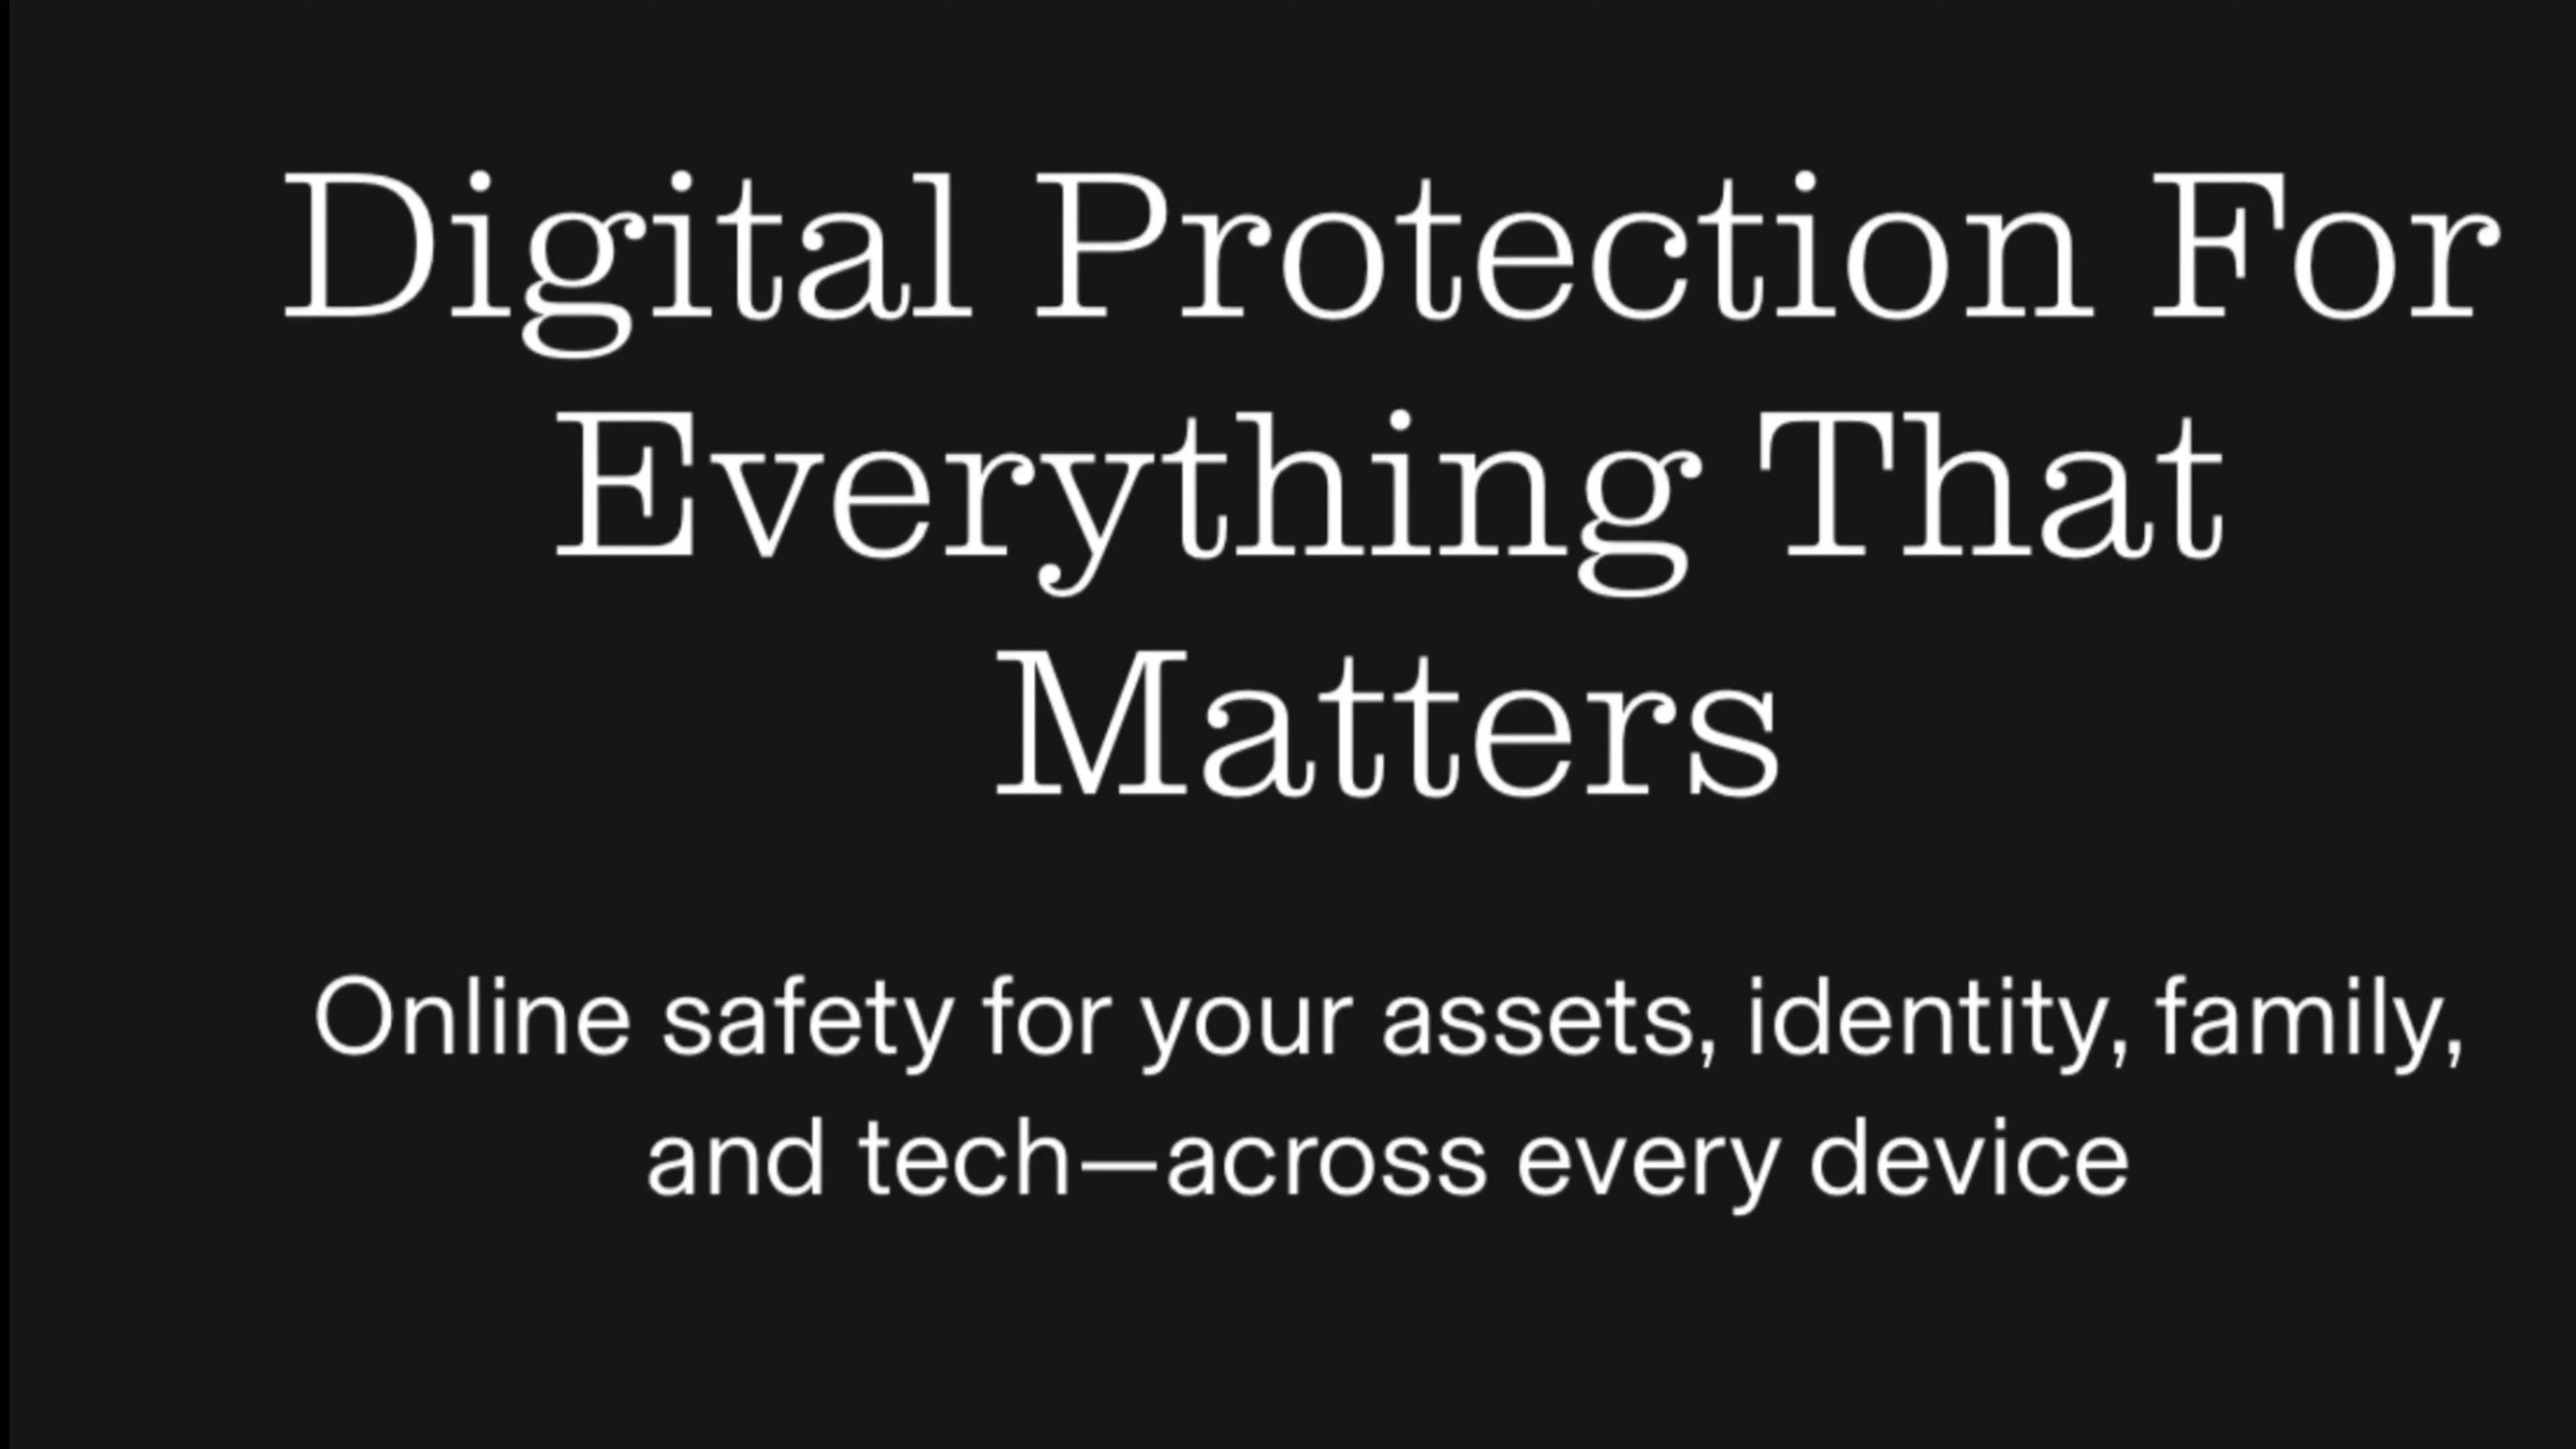 Digital Protection For
Everything That
Matters
Online safety for your assets, identity, family,
and tech—across every device